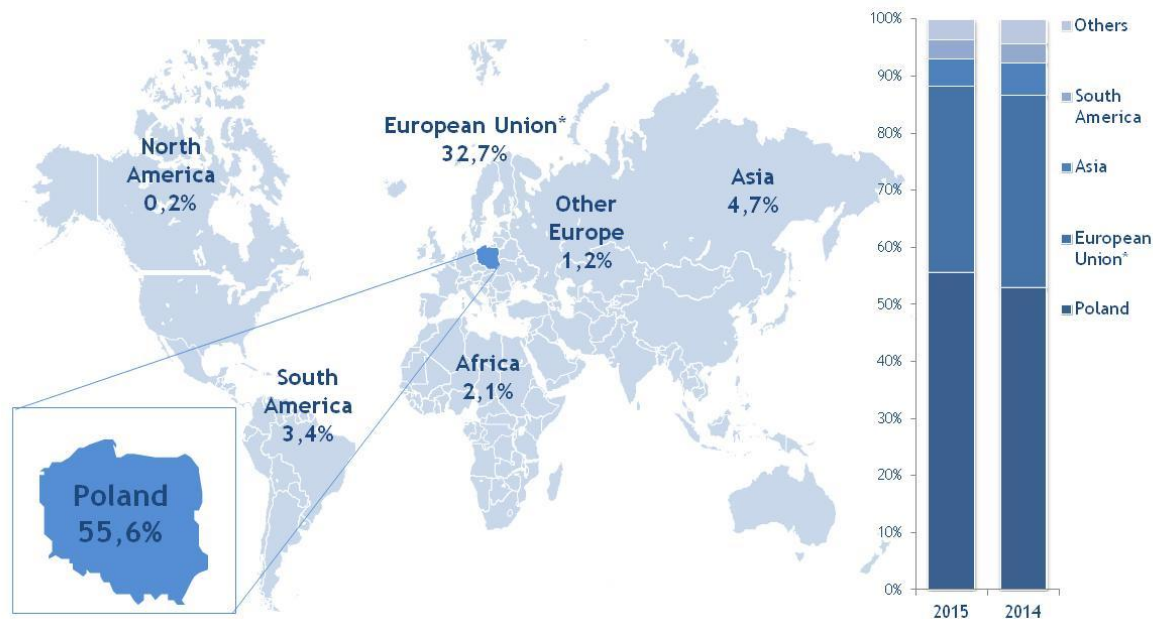 North
America
0,2%
European Union*
32,7%
Asia
4,7%
Other
Europe
1,2%
Africa
2,1%
South
America
3,4%
Poland
55,6%
100%
90%
80%
70%
60%
50%
40%
30%
20%
10%
0%
2015
2014
Others
South
America
Asia
European
Union*
Poland